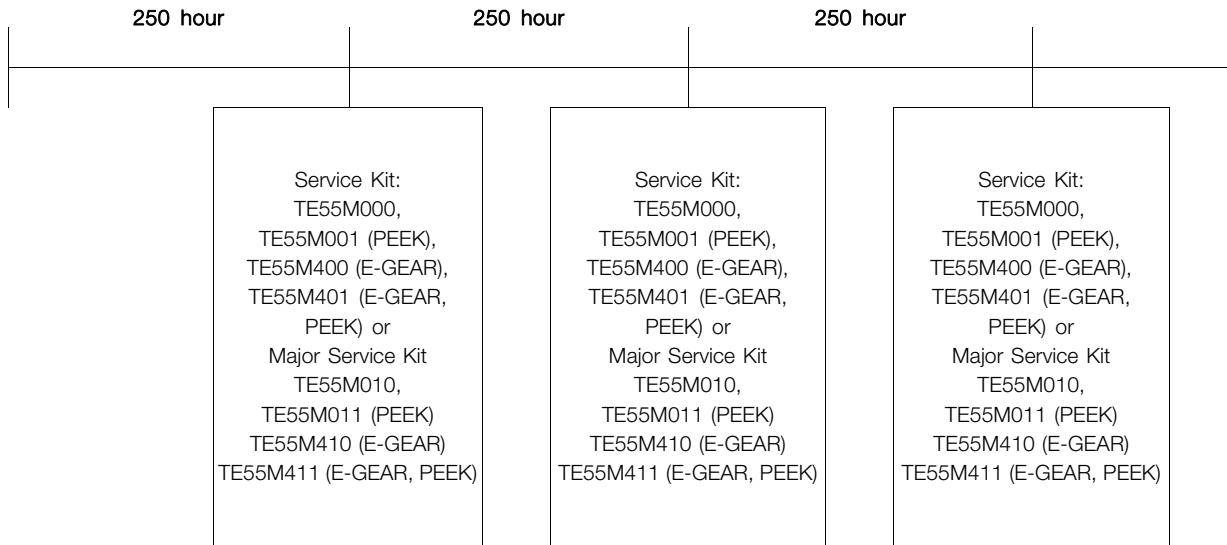 250 hour 250 hour 250 hour
Service Kit:
TE55M000,
TE55M001 (PEEK),
TE55M400 (E-GEAR),
TE55M401 (E-GEAR,
PEEK) or
Major Service Kit
TE55M010,
TE55M011 (PEEK)
TE55M410 (E-GEAR)
TE55M411 (E-GEAR, PEEK)
Service Kit:
TE55M000,
TE55M001 (PEEK),
TE55M400 (E-GEAR),
TE55M401 (E-GEAR,
PEEK) or
Major Service Kit
TE55M010,
TE55M011 (PEEK)
TE55M410 (E-GEAR)
TE55M411 (E-GEAR, PEEK)
Service Kit:
TE55M000,
TE55M001 (PEEK),
TE55M400 (E-GEAR),
TE55M401 (E-GEAR,
PEEK) or
Major Service Kit
TE55M010,
TE55M011 (PEEK)
TE55M410 (E-GEAR)
TE55M411 (E-GEAR, PEEK)